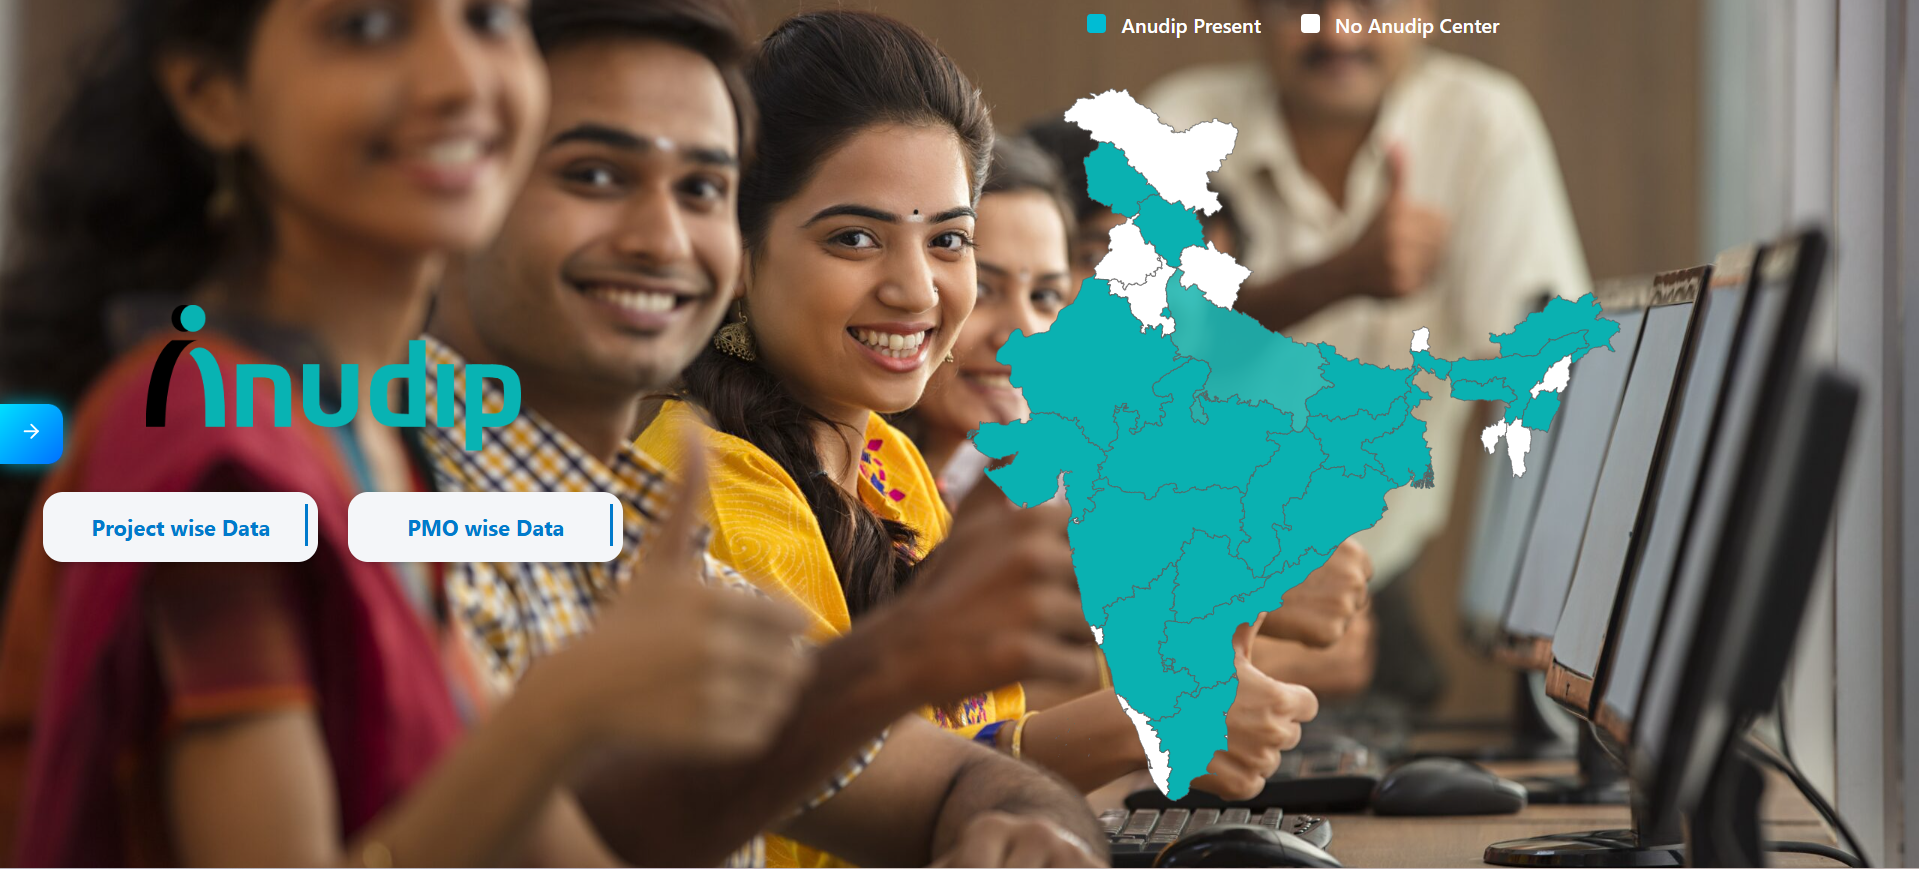 Anudip Present
No Anudip Center
Anudip
Project wise Data
PMO wise Data